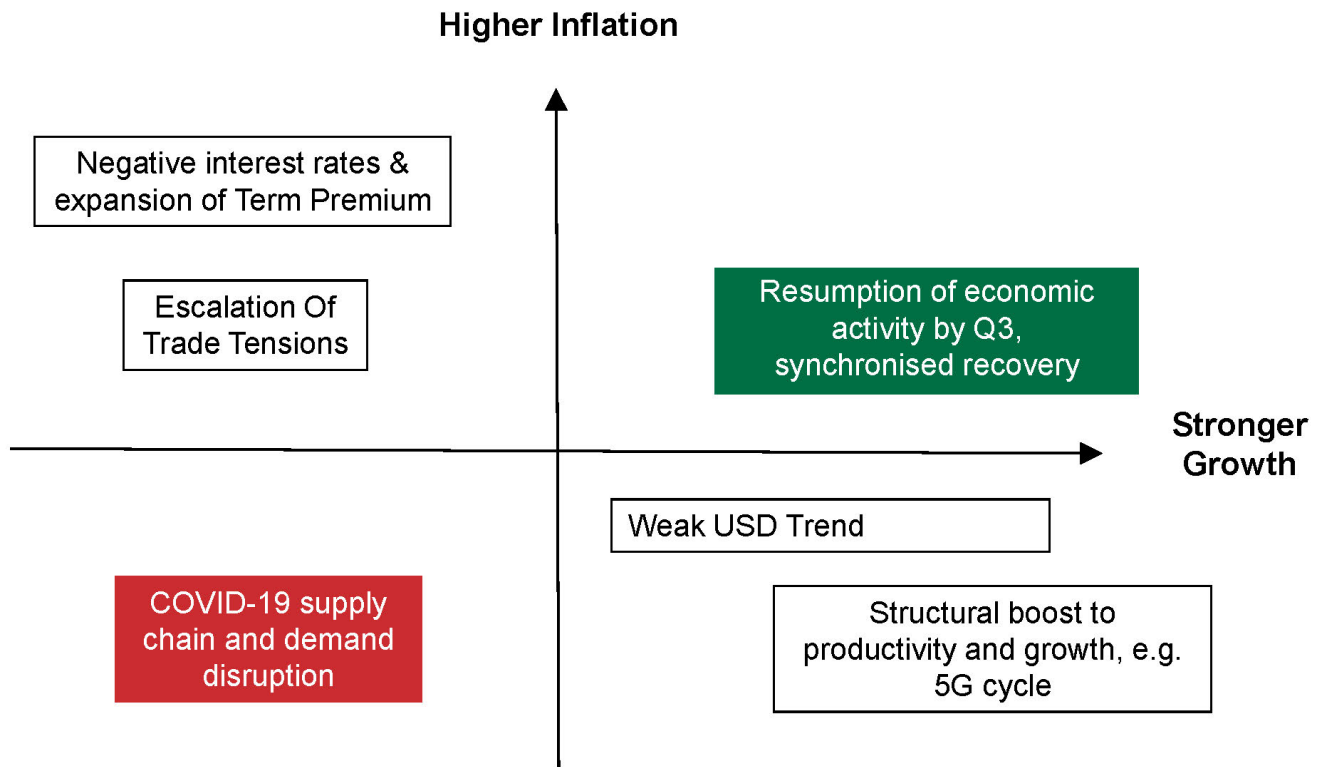 Higher Inflation
Negative interest rates &
expansion of Term Premium
Escalation Of
Trade Tensions
Resumption of economic
activity by Q3,
synchronised recovery
Stronger
Growth
Weak USD Trend
COVID-19 supply
chain and demand
disruption
Structural boost to
productivity and growth, e.g.
5G cycle